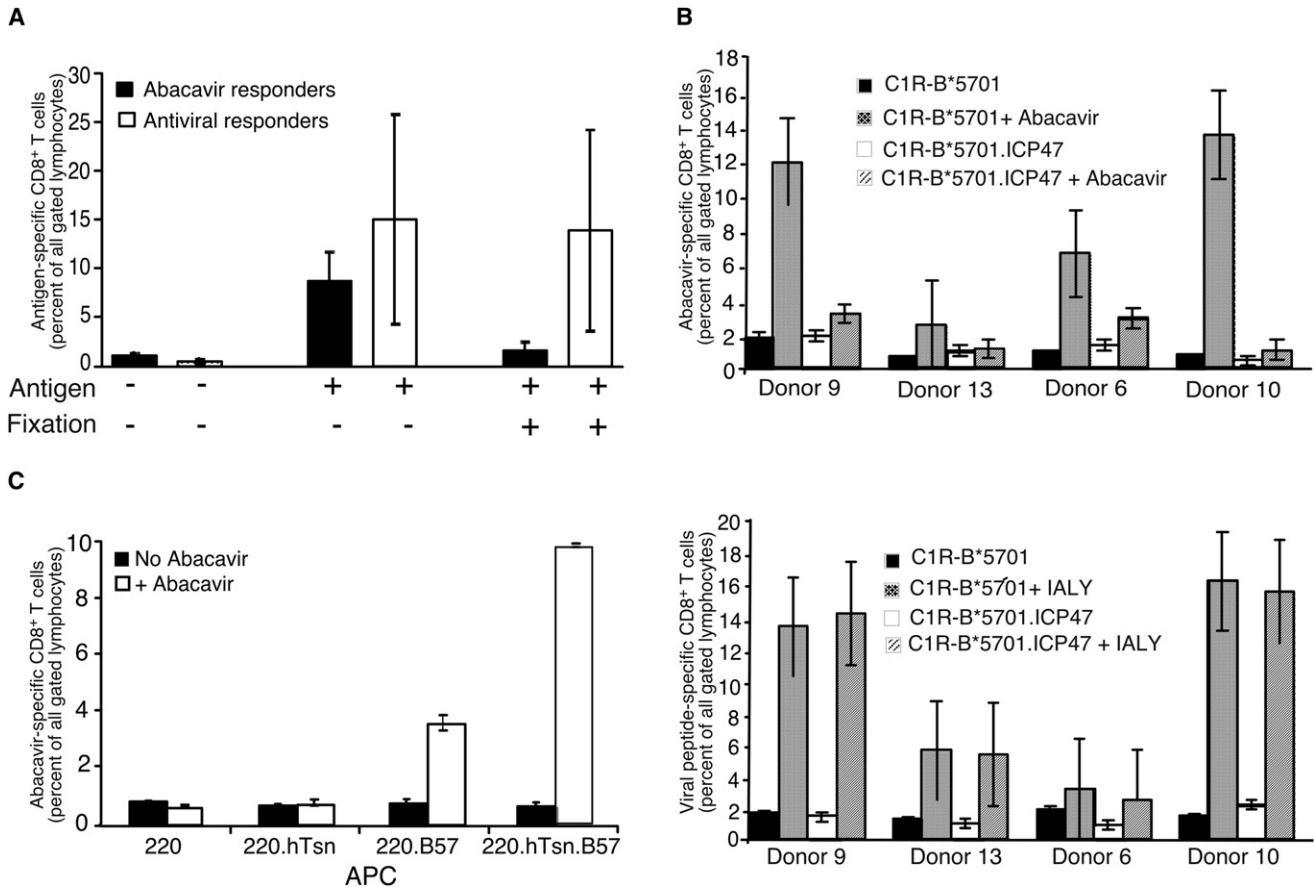 A
Antigen-specific CD8⁺ T cells
(percent of all gated lymphocytes)
30
25
20
15
10
5
0
Abacavir responders
Antiviral responders
Antigen - - + + + +
Fixation - - - - + +
B
Abacavir-specific CD8⁺ T cells
(percent of all gated lymphocytes)
18
16
14
12
10
8
6
4
2
0
C1R-B*5701
C1R-B*5701+ Abacavir
C1R-B*5701.ICP47
C1R-B*5701.ICP47 + Abacavir
Donor 9 Donor 13 Donor 6 Donor 10
C
Abacavir-specific CD8⁺ T cells
(percent of all gated lymphocytes)
10
8
6
4
2
0
No Abacavir
+ Abacavir
220 220.hTsn 220.B57 220.hTsn.B57
APC
Viral peptide-specific CD8⁺ T cells
(percent of all gated lymphocytes)
20
18
16
14
12
10
8
6
4
2
0
C1R-B*5701
C1R-B*5701+ IALY
C1R-B*5701.ICP47
C1R-B*5701.ICP47 + IALY
Donor 9 Donor 13 Donor 6 Donor 10